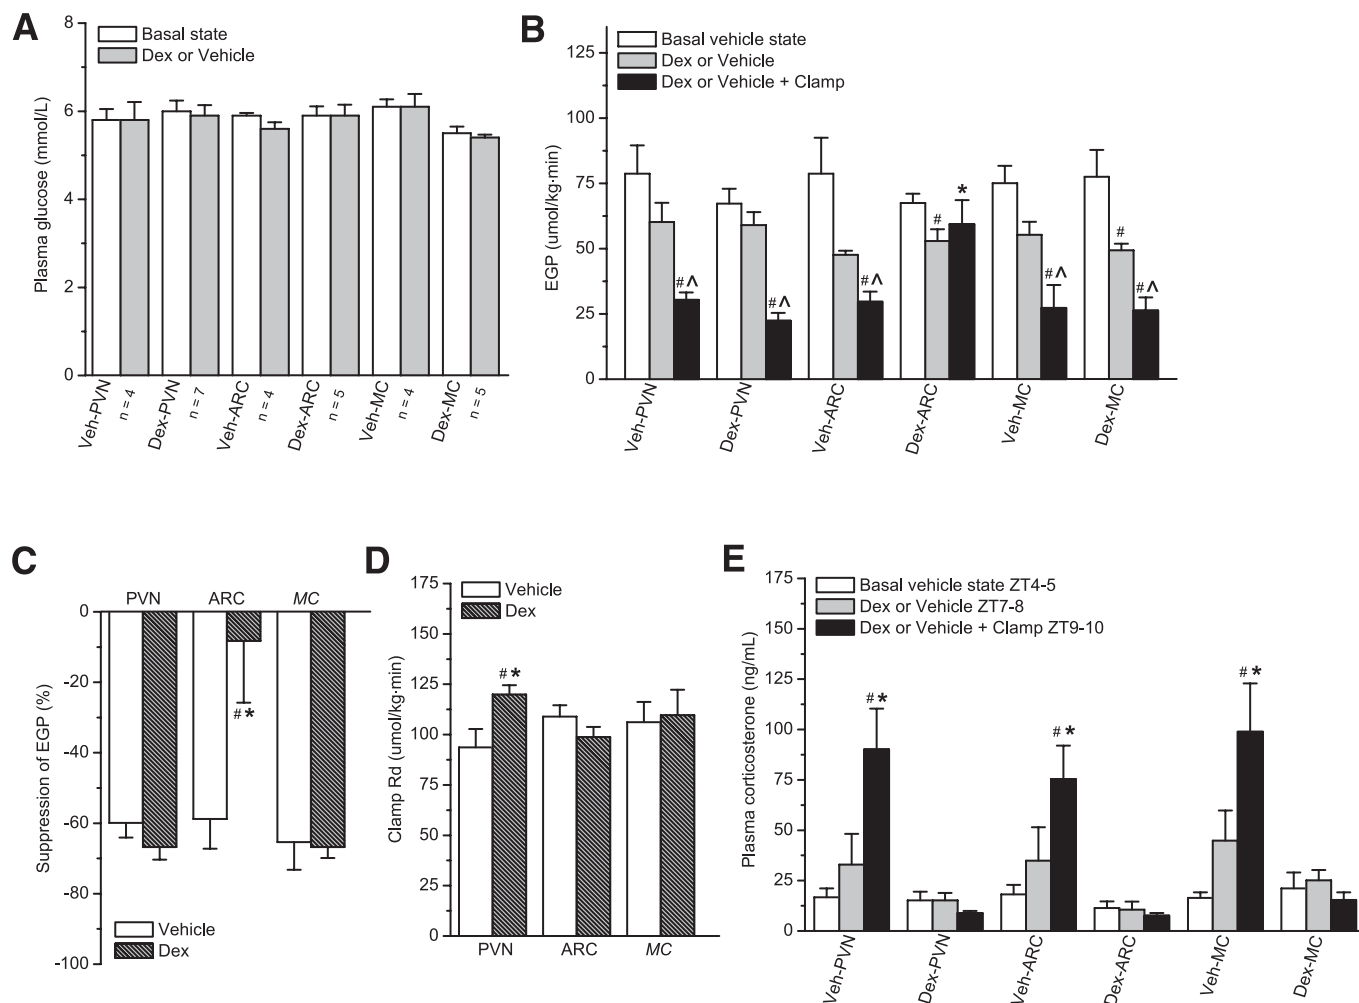 A
Basal state
Dex or Vehicle
Plasma glucose (mmol/L)
8
6
4
2
0
Veh-PVN
n = 4
Dex-PVN
n = 7
Veh-ARC
n = 4
Dex-ARC
n = 5
Veh-MC
n = 4
Dex-MC
n = 5
B
Basal vehicle state
Dex or Vehicle
Dex or Vehicle + Clamp
EGP (umol/kg·min)
125
100
75
50
25
0
#^
#^
#^
#
*
#^
#
#^
Veh-PVN
Dex-PVN
Veh-ARC
Dex-ARC
Veh-MC
Dex-MC
C
PVN
ARC
MC
Suppression of EGP (%)
0
-20
-40
-60
-80
-100
#*
Vehicle
Dex
D
Vehicle
Dex
Clamp Rd (umol/kg·min)
175
150
125
100
75
50
25
0
#*
PVN
ARC
MC
E
Basal vehicle state ZT4-5
Dex or Vehicle ZT7-8
Dex or Vehicle + Clamp ZT9-10
Plasma corticosterone (ng/mL)
175
150
125
100
75
50
25
0
#*
#*
#*
Veh-PVN
Dex-PVN
Veh-ARC
Dex-ARC
Veh-MC
Dex-MC